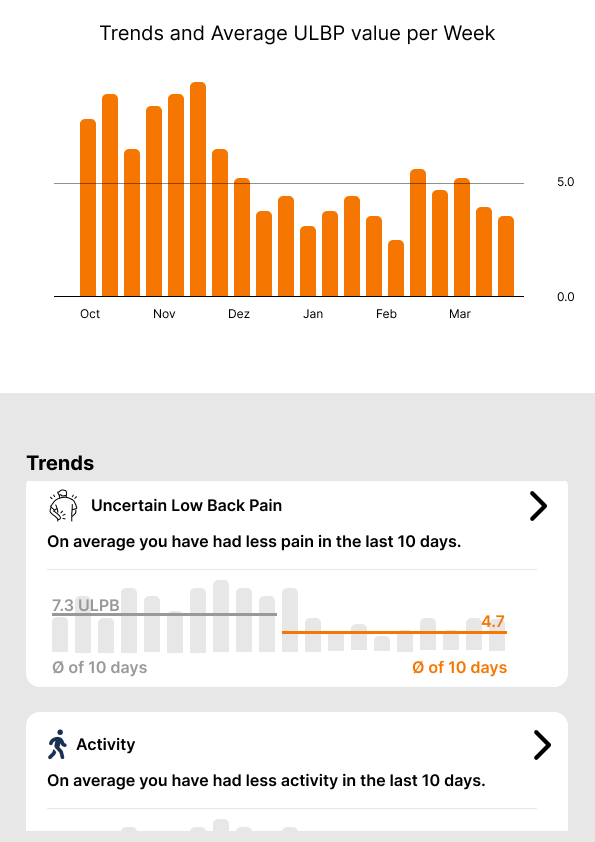 Trends and Average ULBP value per Week
5.0
0.0
Oct Nov Dez Jan Feb Mar
Trends
Uncertain Low Back Pain
On average you have had less pain in the last 10 days.
7.3 ULPB
4.7
Ø of 10 days Ø of 10 days
Activity
On average you have had less activity in the last 10 days.